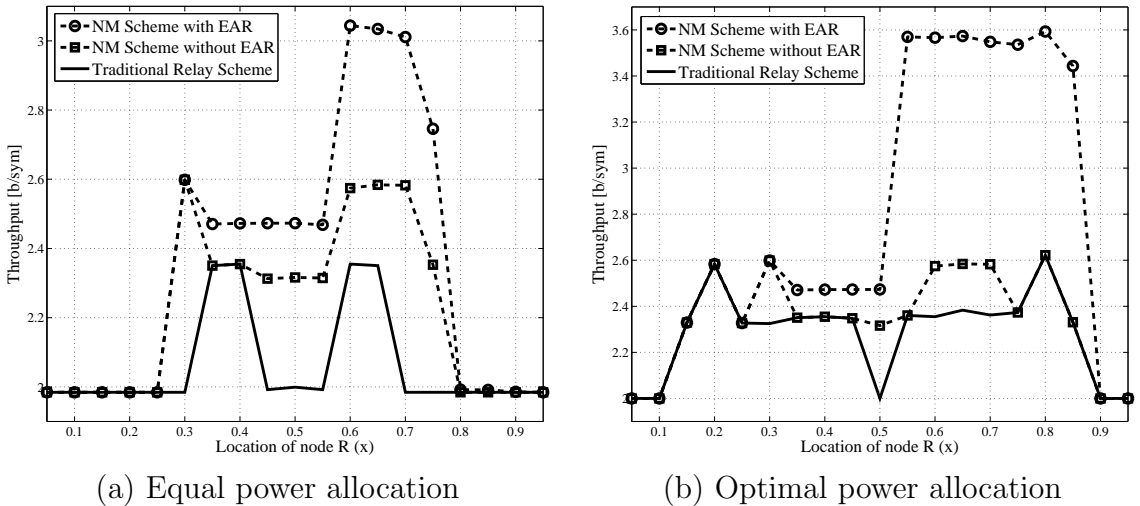 NM Scheme with EAR
NM Scheme without EAR
Traditional Relay Scheme
3
2.8
2.6
2.4
2.2
2
Throughput [b/sym]
0.1 0.2 0.3 0.4 0.5 0.6 0.7 0.8 0.9
Location of node R (x)
(a) Equal power allocation
NM Scheme with EAR
NM Scheme without EAR
Traditional Relay Scheme
3.6
3.4
3.2
3
2.8
2.6
2.4
2.2
2
Throughput [b/sym]
0.1 0.2 0.3 0.4 0.5 0.6 0.7 0.8 0.9
Location of node R (x)
(b) Optimal power allocation